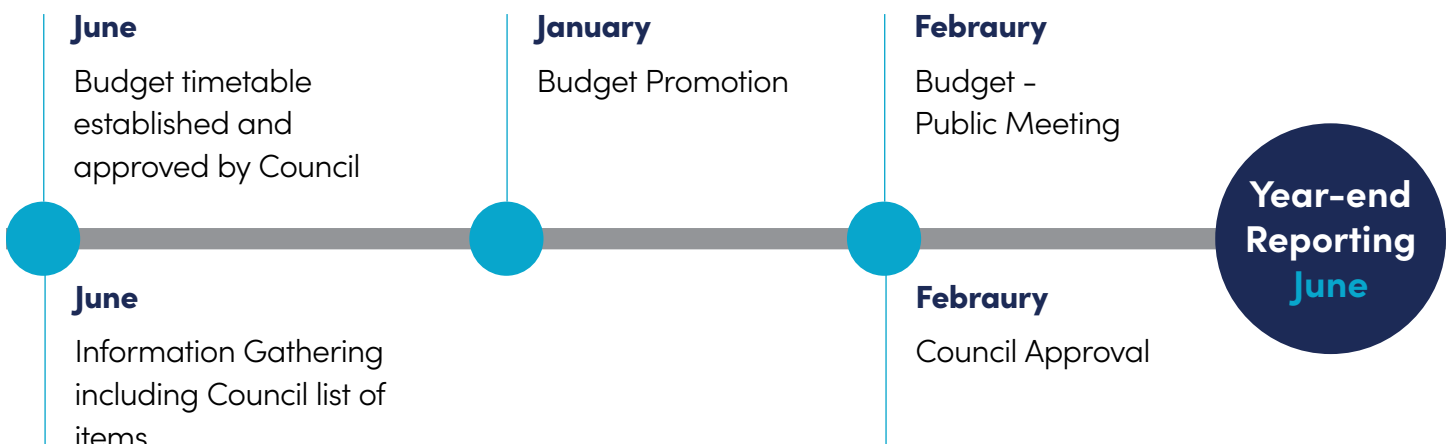 June
Budget timetable
established and
approved by Council
January
Budget Promotion
Febraury
Budget -
Public Meeting
Year-end
Reporting
June
June
Information Gathering
including Council list of
items
Febraury
Council Approval